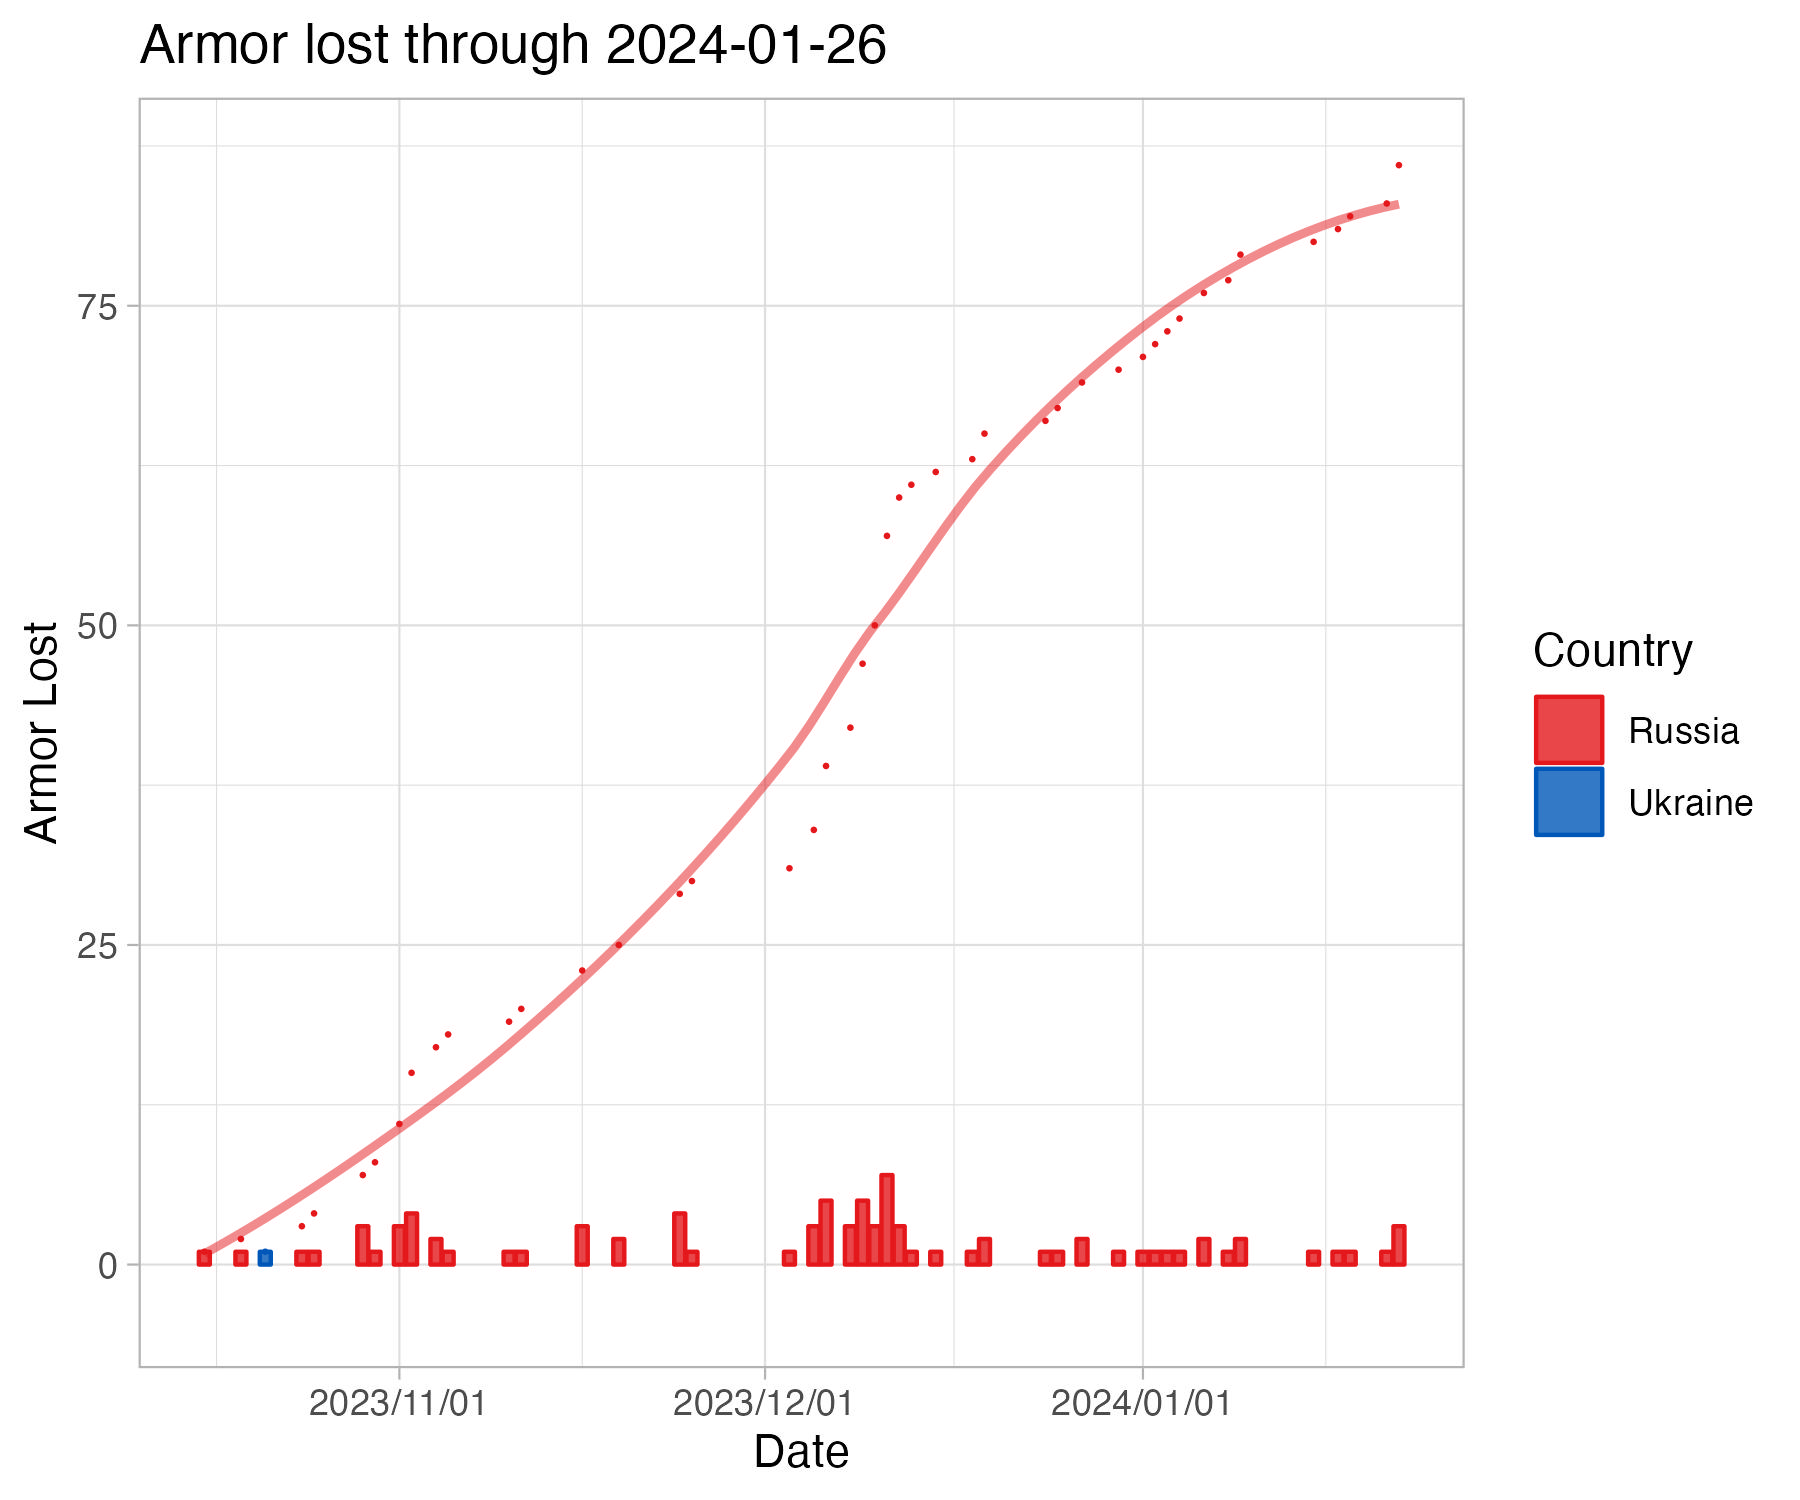 Armor lost through 2024-01-26
Armor Lost
75
50
25
0
2023/11/01
2023/12/01
2024/01/01
Date
Country
Russia
Ukraine